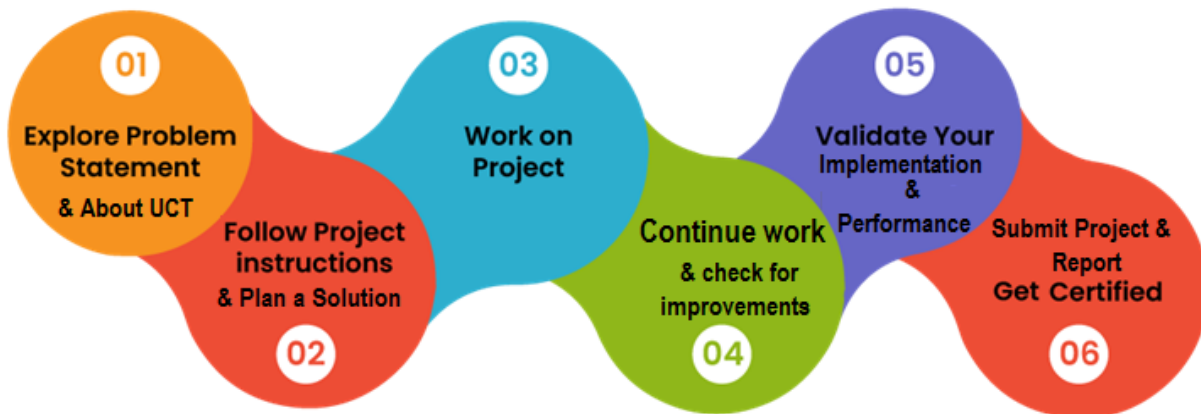 01
Explore Problem
Statement
& About UCT
Follow Project
instructions
& Plan a Solution
02
03
Work on
Project
Continue work
& check for
improvements
04
05
Validate Your
Implementation
&
Performance
Submit Project &
Report
Get Certified
06